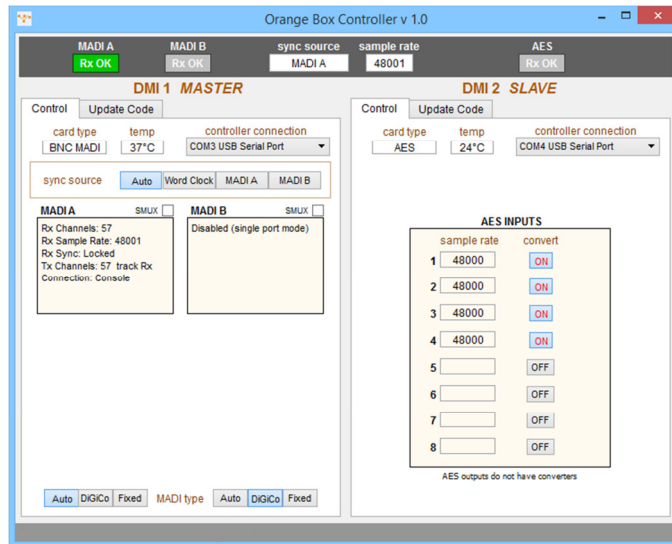 Orange Box Controller v 1.0
MADI A MADI B sync source sample rate AES
Rx OK Rx OK MADI A 48001 Rx OK
DMI 1 MASTER
Control Update Code
card type temp controller connection
BNC MADI 37°C COM3 USB Serial Port
sync source Auto Word Clock MADI A MADI B
MADI A SMUX MADI B SMUX
Rx Channels: 57
Rx Sample Rate: 48001
Rx Sync: Locked
Tx Channels: 57 track Rx
Connection: Console
Disabled (single port mode)
Auto DiGiCo Fixed MADI type Auto DiGiCo Fixed
DMI 2 SLAVE
Control Update Code
card type temp controller connection
AES 24°C COM4 USB Serial Port
AES INPUTS
sample rate convert
1 48000 ON
2 48000 ON
3 48000 ON
4 48000 ON
5 OFF
6 OFF
7 OFF
8 OFF
AES outputs do not have converters